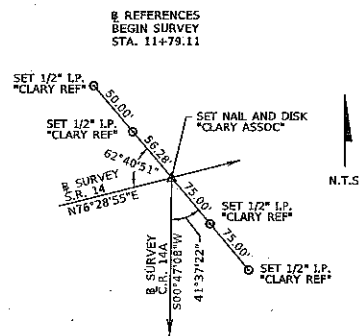 ℄ REFERENCES
BEGIN SURVEY
STA. 11+79.11
SET 1/2" I.P.
"CLARY REF"
50.00'
SET 1/2" I.P.
"CLARY REF"
56.28'
62°40'51"
SET NAIL AND DISK
"CLARY ASSOC"
℄ SURVEY
S.R. 14
N76°28'55"E
N.T.S
75.00'
SET 1/2" I.P.
"CLARY REF"
75.00'
SET 1/2" I.P.
"CLARY REF"
℄ SURVEY
C.R. 14A
S00°47'08"W
41°37'22"